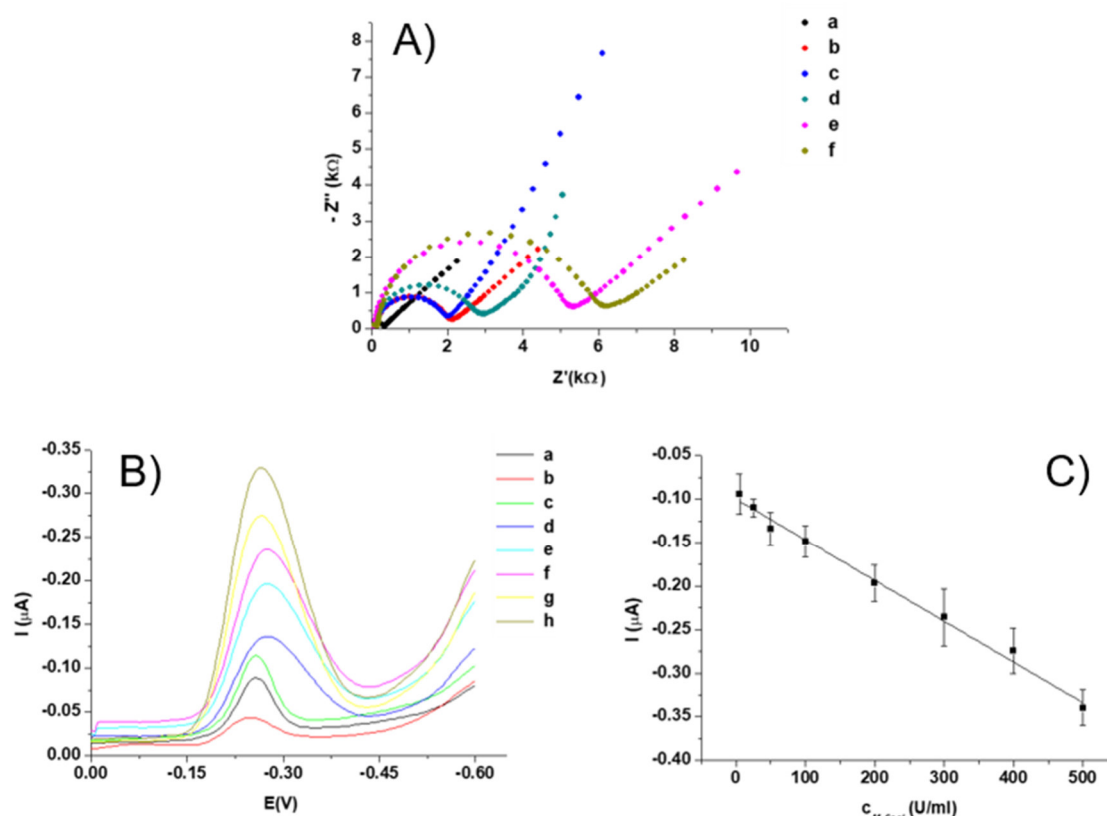 A)
a
b
c
d
e
f
8
7
6
5
4
3
2
1
0
- Z'' (kΩ)
0 2 4 6 8 10
Z'(kΩ)
B)
a
b
c
d
e
f
g
h
-0.35
-0.30
-0.25
-0.20
-0.15
-0.10
-0.05
0.00
I (µA)
0.00 -0.15 -0.30 -0.45 -0.60
E(V)
C)
-0.05
-0.10
-0.15
-0.20
-0.25
-0.30
-0.35
-0.40
I (µA)
0 100 200 300 400 500
c (U/ml)